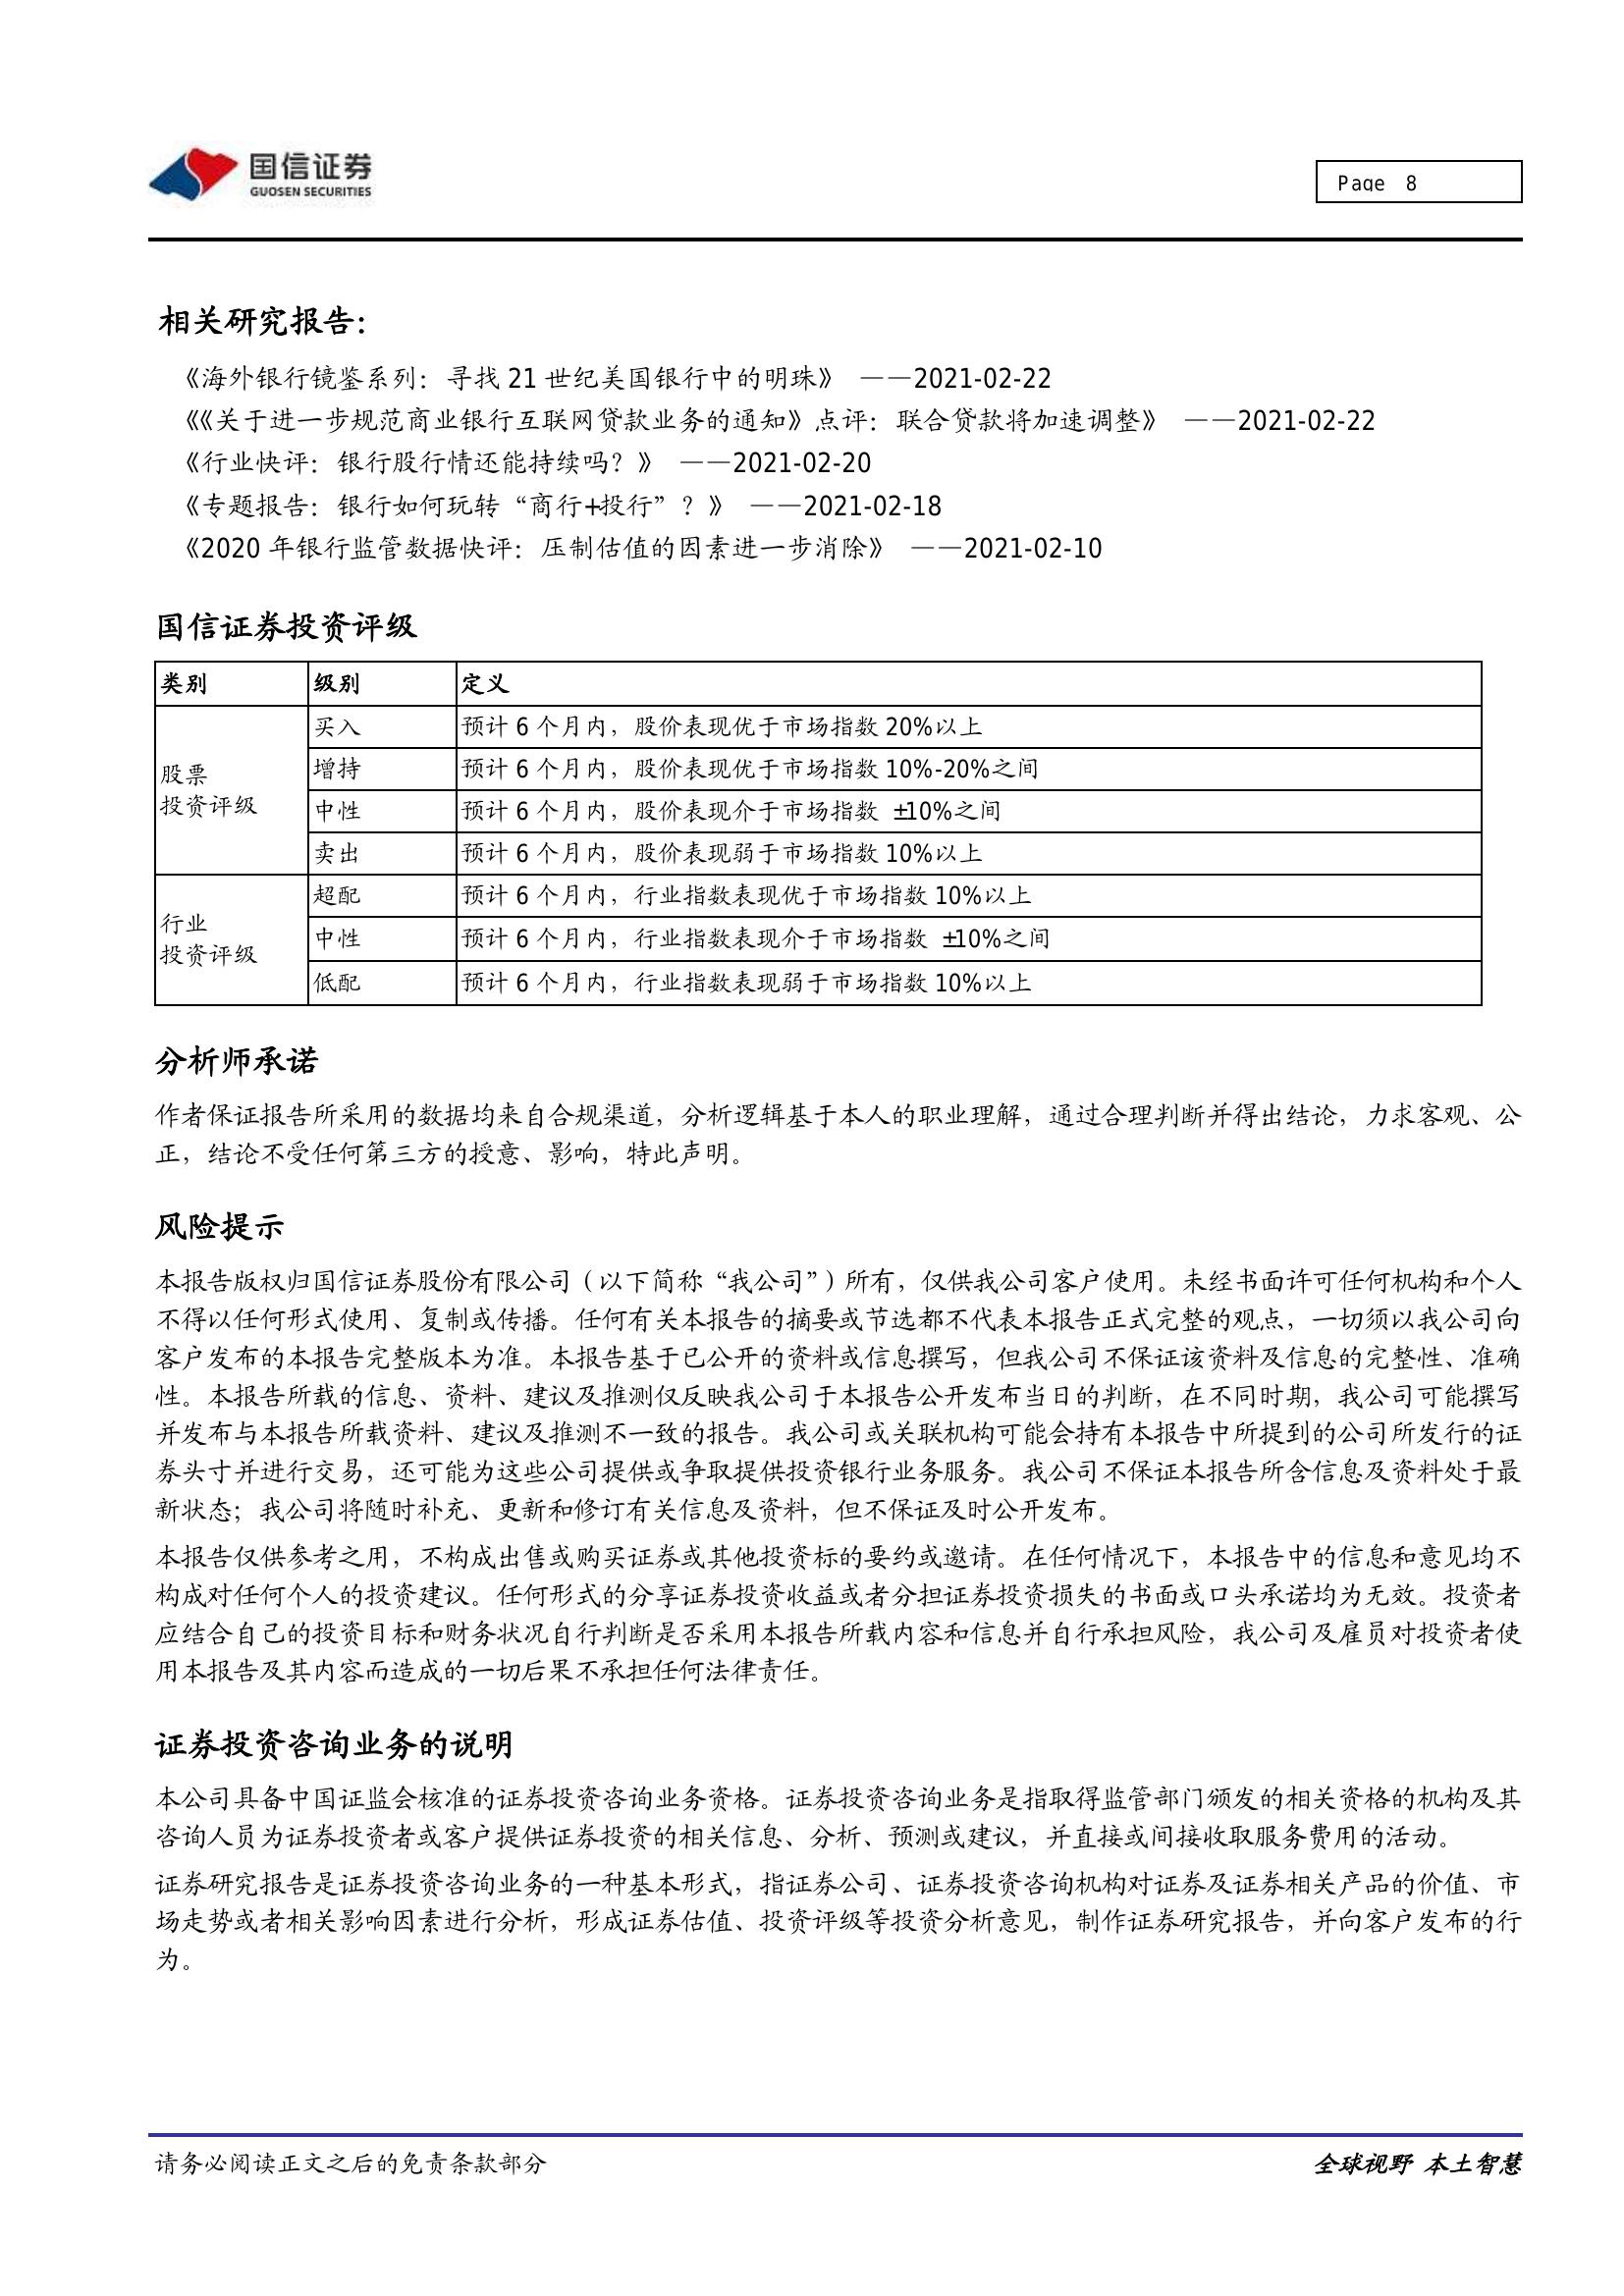 国信证券
GUOSEN SECURITIES
Page 8
相关研究报告：
《海外银行镜鉴系列：寻找 21 世纪美国银行中的明珠》 ——2021-02-22
《《关于进一步规范商业银行互联网贷款业务的通知》点评：联合贷款将加速调整》 ——2021-02-22
《行业快评：银行股行情还能持续吗？》 ——2021-02-20
《专题报告：银行如何玩转“商行+投行”？》 ——2021-02-18
《2020 年银行监管数据快评：压制估值的因素进一步消除》 ——2021-02-10
国信证券投资评级
类别 级别 定义
股票
投资评级
买入 预计 6 个月内，股价表现优于市场指数 20%以上
增持 预计 6 个月内，股价表现优于市场指数 10%-20%之间
中性 预计 6 个月内，股价表现介于市场指数 ±10%之间
卖出 预计 6 个月内，股价表现弱于市场指数 10%以上
行业
投资评级
超配 预计 6 个月内，行业指数表现优于市场指数 10%以上
中性 预计 6 个月内，行业指数表现介于市场指数 ±10%之间
低配 预计 6 个月内，行业指数表现弱于市场指数 10%以上
分析师承诺
作者保证报告所采用的数据均来自合规渠道，分析逻辑基于本人的职业理解，通过合理判断并得出结论，力求客观、公
正，结论不受任何第三方的授意、影响，特此声明。
风险提示
本报告版权归国信证券股份有限公司（以下简称“我公司”）所有，仅供我公司客户使用。未经书面许可任何机构和个人
不得以任何形式使用、复制或传播。任何有关本报告的摘要或节选都不代表本报告正式完整的观点，一切须以我公司向
客户发布的本报告完整版本为准。本报告基于已公开的资料或信息撰写，但我公司不保证该资料及信息的完整性、准确
性。本报告所载的信息、资料、建议及推测仅反映我公司于本报告公开发布当日的判断，在不同时期，我公司可能撰写
并发布与本报告所载资料、建议及推测不一致的报告。我公司或关联机构可能会持有本报告中所提到的公司所发行的证
券头寸并进行交易，还可能为这些公司提供或争取提供投资银行业务服务。我公司不保证本报告所含信息及资料处于最
新状态；我公司将随时补充、更新和修订有关信息及资料，但不保证及时公开发布。
本报告仅供参考之用，不构成出售或购买证券或其他投资标的要约或邀请。在任何情况下，本报告中的信息和意见均不
构成对任何个人的投资建议。任何形式的分享证券投资收益或者分担证券投资损失的书面或口头承诺均为无效。投资者
应结合自己的投资目标和财务状况自行判断是否采用本报告所载内容和信息并自行承担风险，我公司及雇员对投资者使
用本报告及其内容而造成的一切后果不承担任何法律责任。
证券投资咨询业务的说明
本公司具备中国证监会核准的证券投资咨询业务资格。证券投资咨询业务是指取得监管部门颁发的相关资格的机构及其
咨询人员为证券投资者或客户提供证券投资的相关信息、分析、预测或建议，并直接或间接收取服务费用的活动。
证券研究报告是证券投资咨询业务的一种基本形式，指证券公司、证券投资咨询机构对证券及证券相关产品的价值、市
场走势或者相关影响因素进行分析，形成证券估值、投资评级等投资分析意见，制作证券研究报告，并向客户发布的行
为。
请务必阅读正文之后的免责条款部分
全球视野 本土智慧